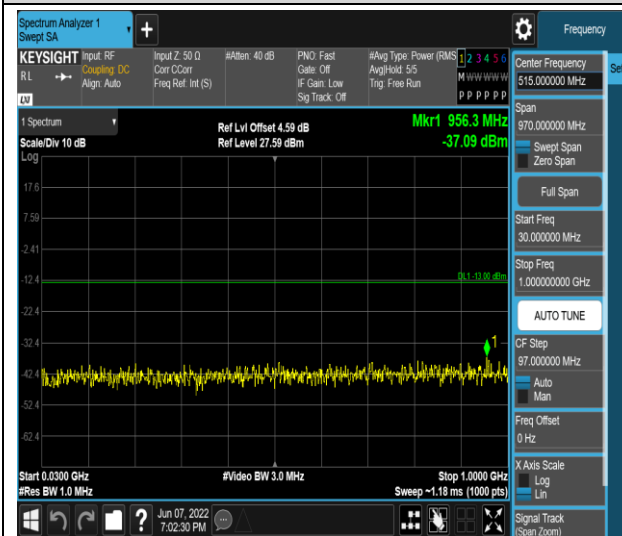 Spectrum Analyzer 1
Swept SA
Frequency
KEYSIGHT
RL
LXI
Input: RF
Coupling: DC
Align: Auto
Input Z: 50 Ω
Corr CCorr
Freq Ref: Int (S)
#Atten: 40 dB
PNO: Fast
Gate: Off
IF Gain: Low
Sig Track: Off
#Avg Type: Power (RMS
Avg|Hold: 5/5
Trig: Free Run
1 2 3 4 5 6
M W W W W W
P P P P P P
1 Spectrum
Scale/Div 10 dB
Log
Ref Lvl Offset 4.59 dB
Ref Level 27.59 dBm
Mkr1 956.3 MHz
-37.09 dBm
17.6
7.59
-2.41
-12.4
-22.4
-32.4
-42.4
-52.4
-62.4
DL1 -13.00 dBm
1
Start 0.0300 GHz
#Res BW 1.0 MHz
#Video BW 3.0 MHz
Stop 1.0000 GHz
Sweep ~1.18 ms (1000 pts)
Jun 07, 2022
7:02:30 PM
Center Frequency
515.000000 MHz
Span
970.000000 MHz
Swept Span
Zero Span
Full Span
Start Freq
30.000000 MHz
Stop Freq
1.00000000 GHz
AUTO TUNE
CF Step
97.000000 MHz
Auto
Man
Freq Offset
0 Hz
X Axis Scale
Log
Lin
Signal Track
(Span Zoom)